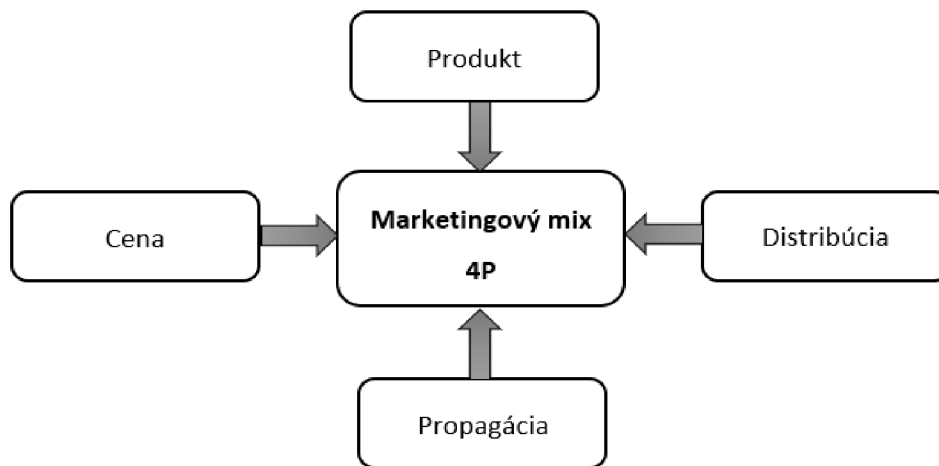 Produkt
Cena
Marketingový mix
4P
Distribúcia
Propagácia